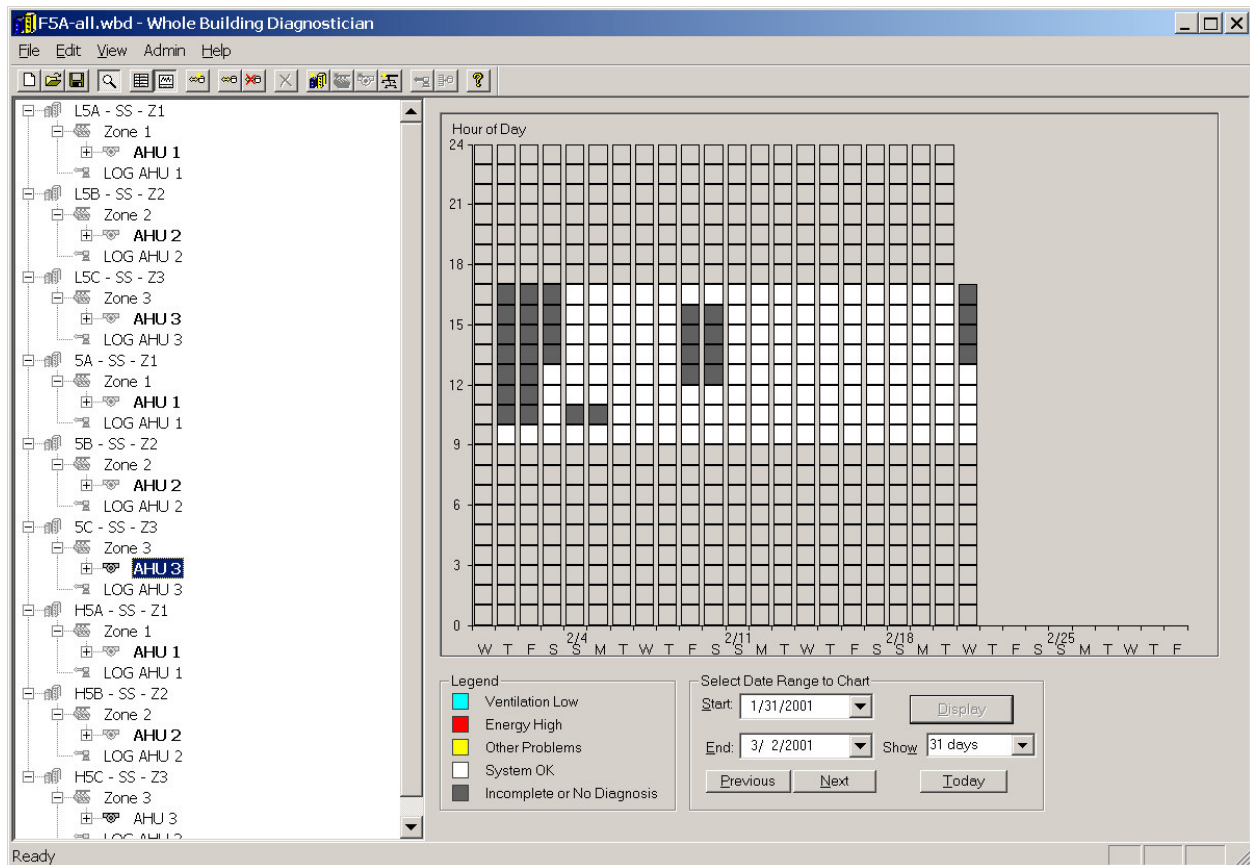 F5A-all.wbd - Whole Building Diagnostician
File Edit View Admin Help
L5A - SS - Z1
Zone 1
AHU 1
LOG AHU 1
L5B - SS - Z2
Zone 2
AHU 2
LOG AHU 2
L5C - SS - Z3
Zone 3
AHU 3
LOG AHU 3
5A - SS - Z1
Zone 1
AHU 1
LOG AHU 1
5B - SS - Z2
Zone 2
AHU 2
LOG AHU 2
5C - SS - Z3
Zone 3
AHU 3
LOG AHU 3
H5A - SS - Z1
Zone 1
AHU 1
LOG AHU 1
H5B - SS - Z2
Zone 2
AHU 2
LOG AHU 2
H5C - SS - Z3
Zone 3
AHU 3
LOG AHU 3
Hour of Day
24
21
18
15
12
9
6
3
0
2/4 2/11 2/18 2/25
W T F S S M T W T F S S M T W T F S S M T W T F S S M T W T F
Legend
Ventilation Low
Energy High
Other Problems
System OK
Incomplete or No Diagnosis
Select Date Range to Chart
Start: 1/31/2001 Display
End: 3/ 2/2001 Show 31 days
Previous Next Today
Ready